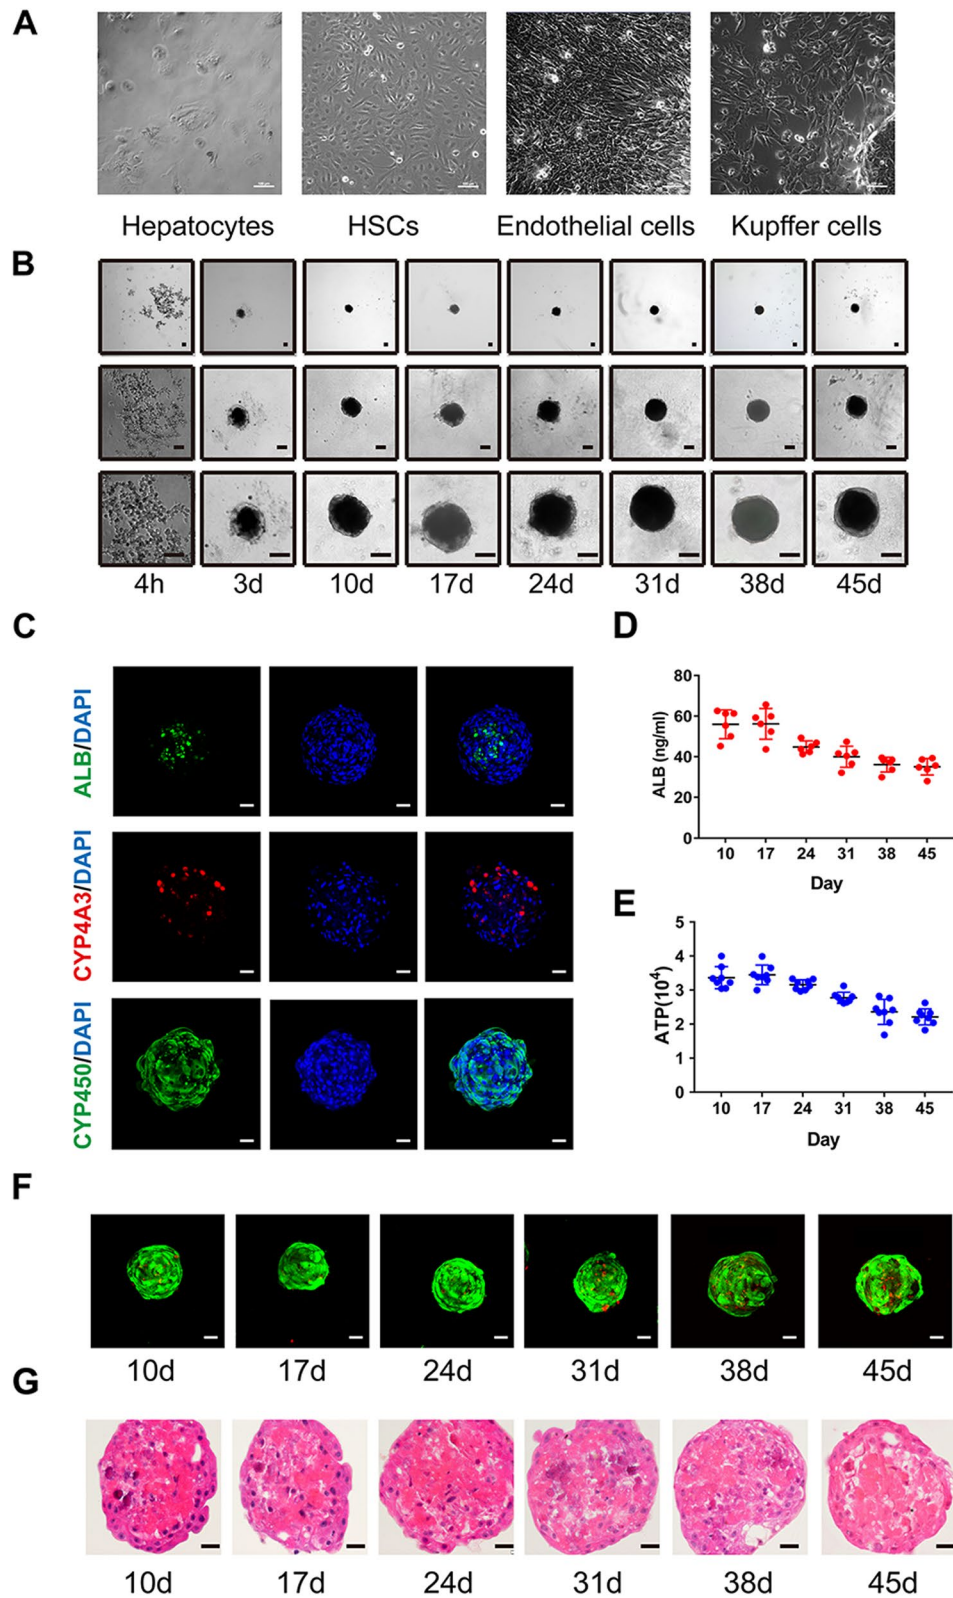 A
Hepatocytes HSCs Endothelial cells Kupffer cells
B
4h 3d 10d 17d 24d 31d 38d 45d
C
ALB/DAPI
CYP4A3/DAPI
CYP450/DAPI
D
ALB (ng/ml)
80
60
40
20
0
10 17 24 31 38 45
Day
E
ATP(10⁴)
5
4
3
2
1
0
10 17 24 31 38 45
Day
F
10d 17d 24d 31d 38d 45d
G
10d 17d 24d 31d 38d 45d